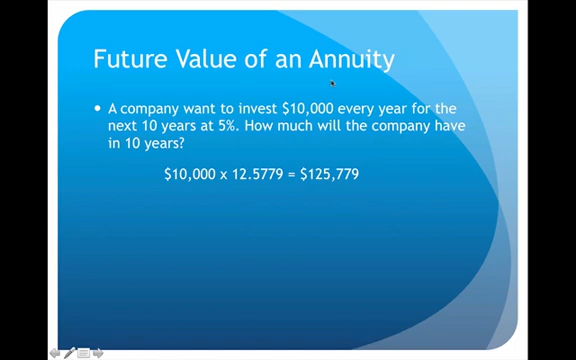 Future Value of an Annuity
• A company want to invest $10,000 every year for the
next 10 years at 5%. How much will the company have
in 10 years?
$10,000 x 12.5779 = $125,779